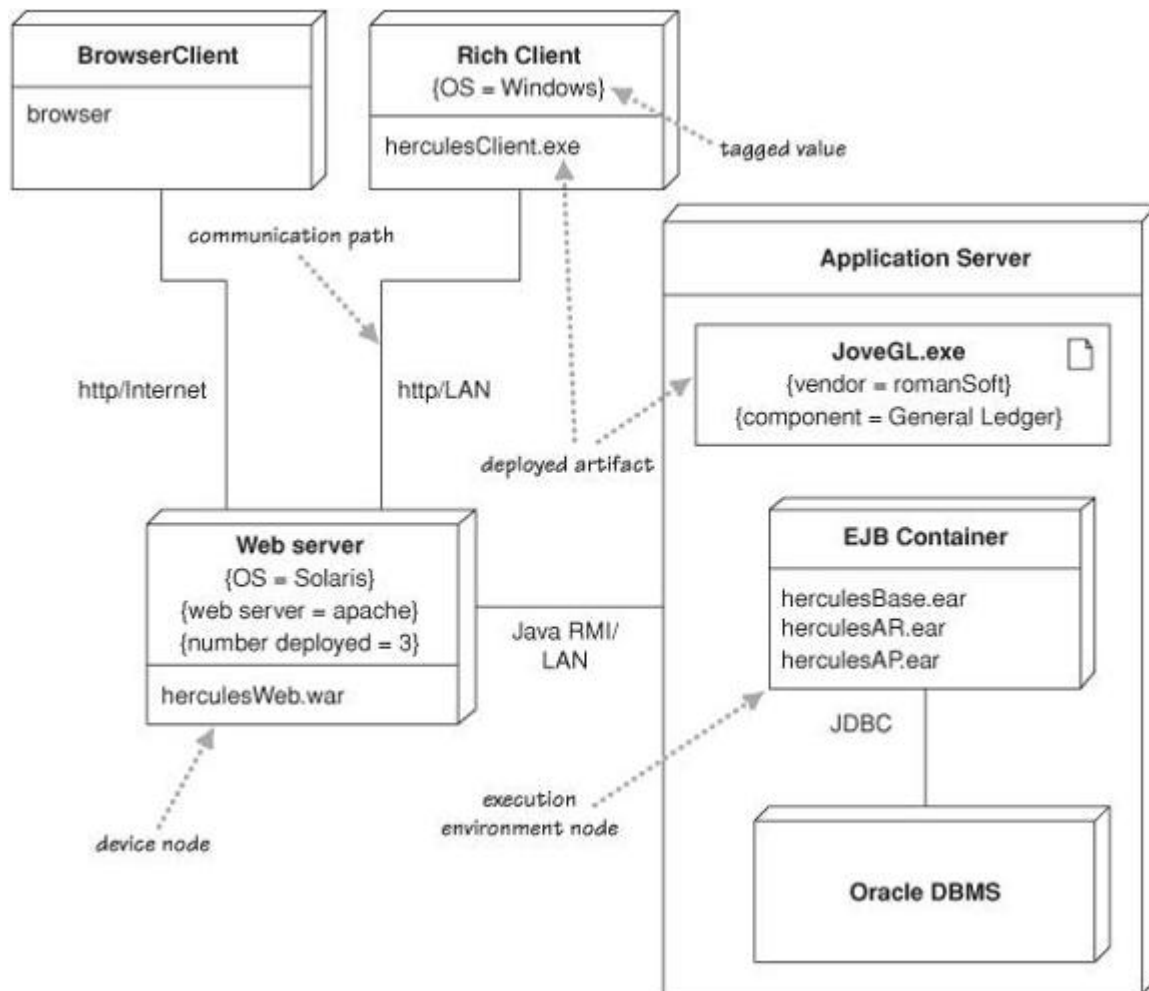 BrowserClient
browser
Rich Client
{OS = Windows}
herculesClient.exe
tagged value
communication path
Application Server
JoveGL.exe
{vendor = romanSoft}
{component = General Ledger}
http/Internet
http/LAN
deployed artifact
Web server
{OS = Solaris}
{web server = apache}
{number deployed = 3}
herculesWeb.war
Java RMI/
LAN
EJB Container
herculesBase.ear
herculesAR.ear
herculesAP.ear
JDBC
device node
execution
environment node
Oracle DBMS